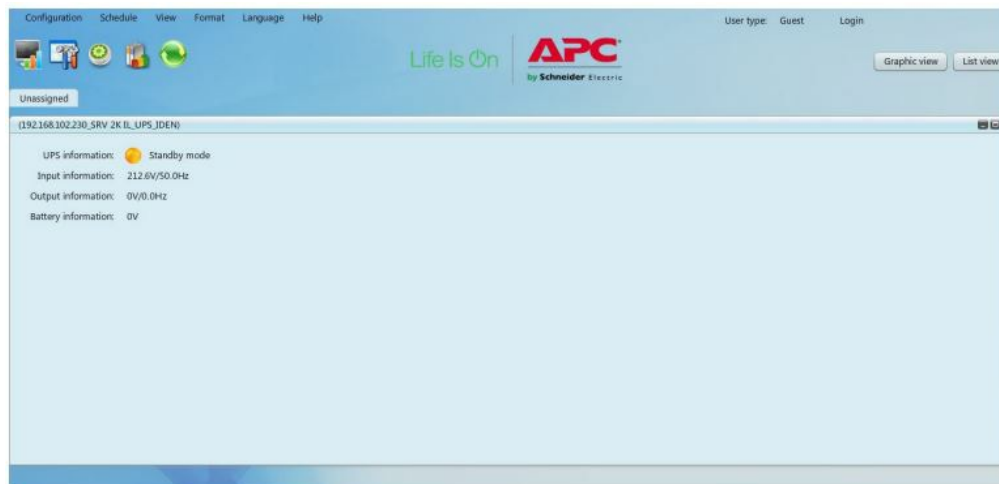 Configuration Schedule View Format Language Help
User type: Guest Login
Life Is On
APC
by Schneider Electric
Graphic view List view
Unassigned
(192.168.102.230_SRV 2K IL_UPS_IDEN)
UPS information: Standby mode
Input information: 212.6V/50.0Hz
Output information: 0V/0.0Hz
Battery information: 0V